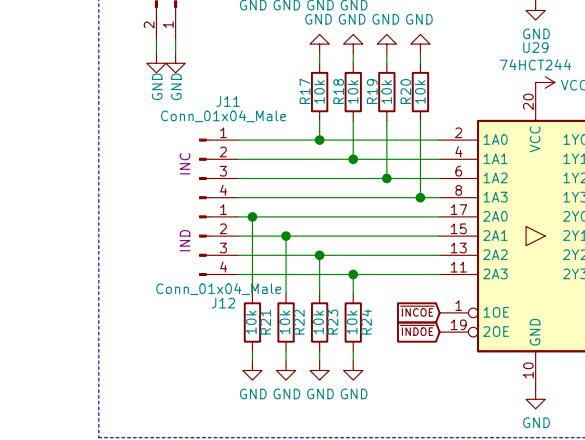 GND GND GND GND
GND GND GND GND
2 1
GND GND
GND
U29
74HCT244
VCC
20
R17 10k R18 10k R19 10k R20 10k
J11
Conn_01x04_Male
INC
1 2 1A0
2 4 1A1
3 6 1A2
4 8 1A3
VCC
IND
1 17 2A0
2 15 2A1
3 13 2A2
4 11 2A3
1Y
1Y1
1Y2
1Y3
2Y
2Y1
2Y2
2Y3
Conn_01x04_Male
J12
10k R21 10k R22 10k R23 10k R24
INCOE 1 1OE
INDOE 19 2OE
GND
10
GND GND GND GND
GND